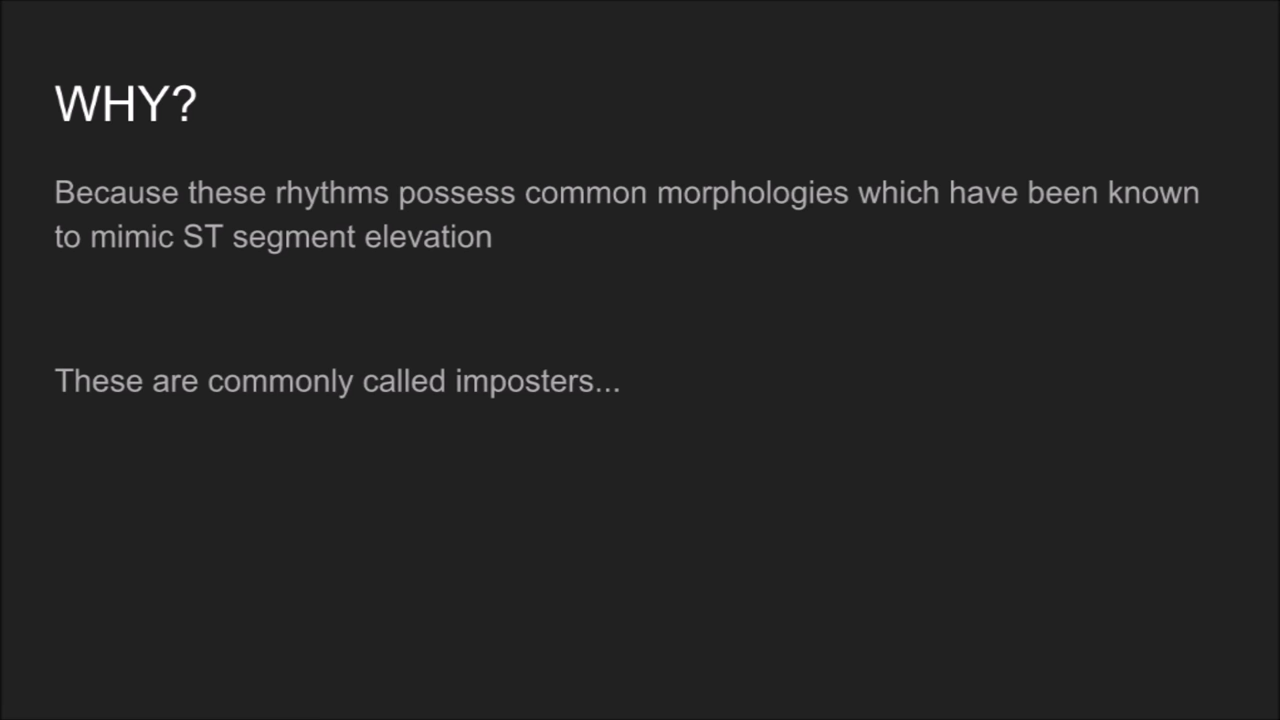 WHY?
Because these rhythms possess common morphologies which have been known
to mimic ST segment elevation
These are commonly called imposters...